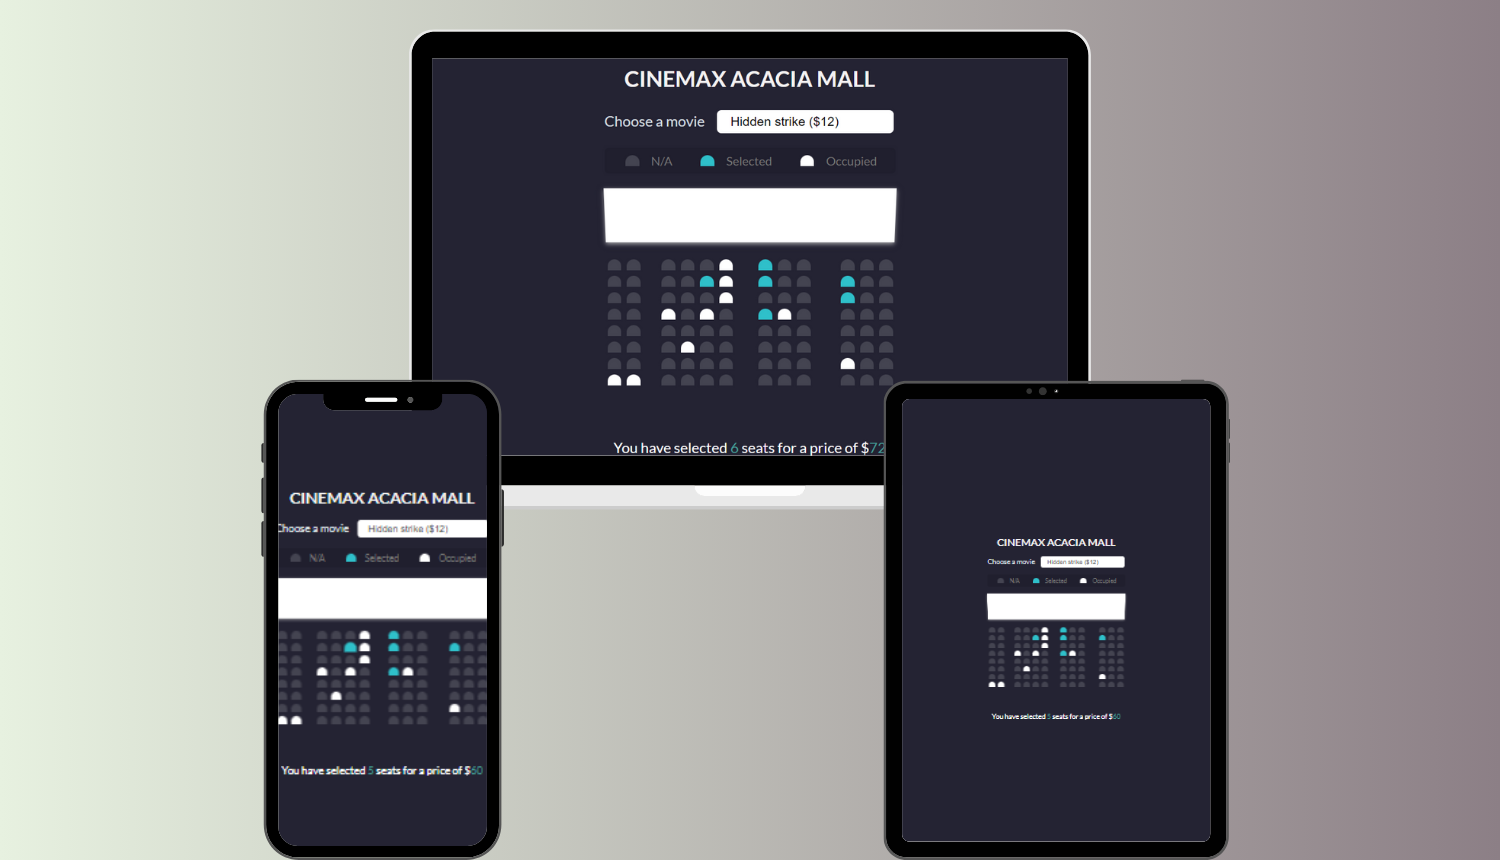 CINEMAX ACACIA MALL
Choose a movie Hidden strike ($12)
N/A Selected Occupied
You have selected 6 seats for a price of $72
CINEMAX ACACIA MALL
Choose a movie Hidden strike ($12)
N/A Selected Occupied
You have selected 5 seats for a price of $60
CINEMAX ACACIA MALL
Choose a movie Hidden strike ($12)
N/A Selected Occupied
You have selected 5 seats for a price of $60